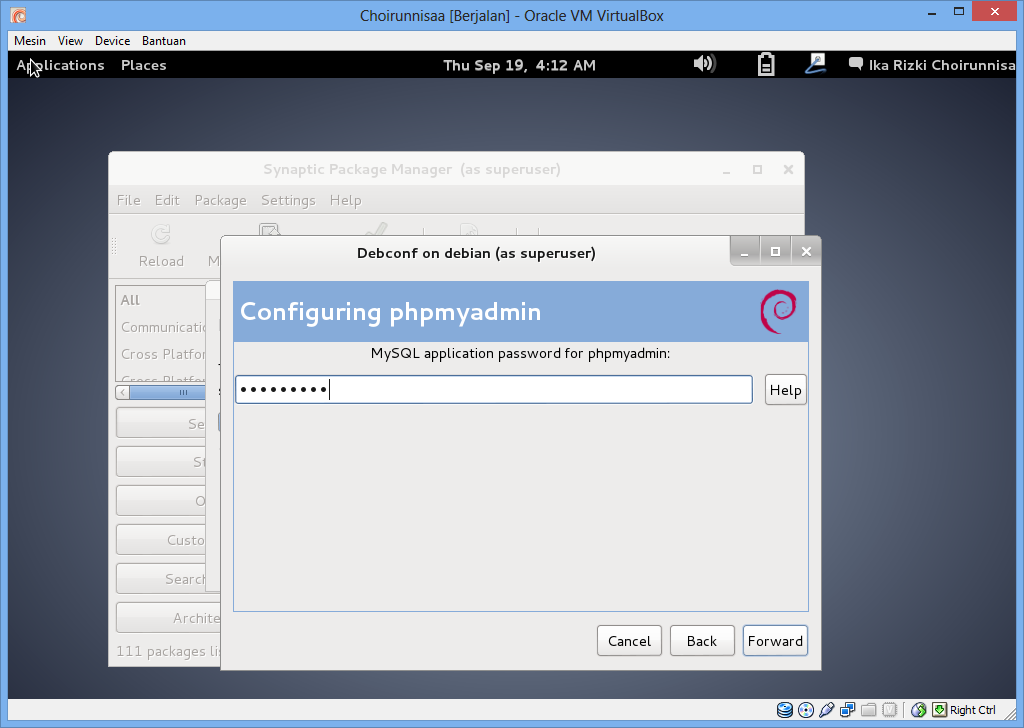 Choirunnisaa [Berjalan] - Oracle VM VirtualBox
Mesin View Device Bantuan
Applications Places Thu Sep 19, 4:12 AM Ika Rizki Choirunnisa
Synaptic Package Manager (as superuser)
File Edit Package Settings Help
Reload M
All
Communicatio
Cross Platfor
Cross Platfor
Se
St
O
Custo
Search
Archite
111 packages lis
Debconf on debian (as superuser)
Configuring phpmyadmin
MySQL application password for phpmyadmin:
•••••••••
Help
Cancel Back Forward
Right Ctrl